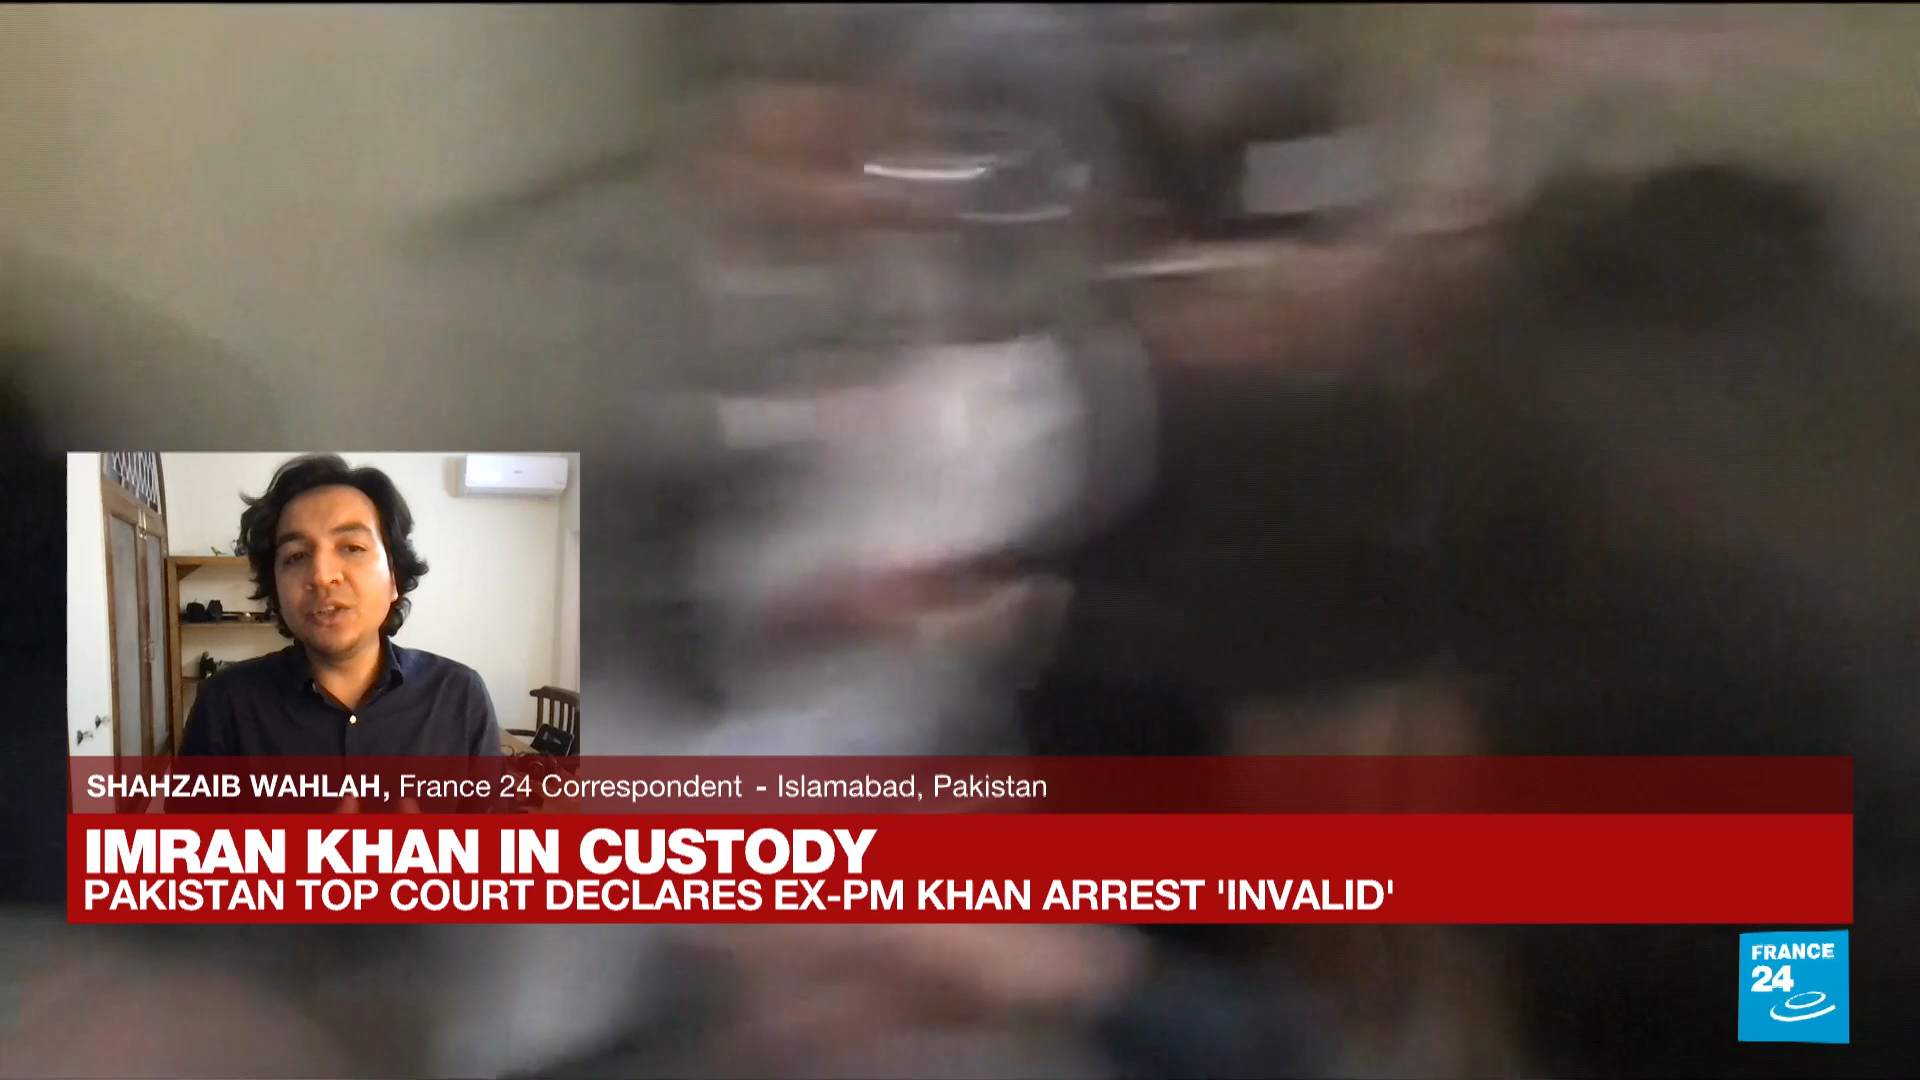 SHAHZAIB WAHLAH, France 24 Correspondent - Islamabad, Pakistan
IMRAN KHAN IN CUSTODY
PAKISTAN TOP COURT DECLARES EX-PM KHAN ARREST 'INVALID'
FRANCE
24